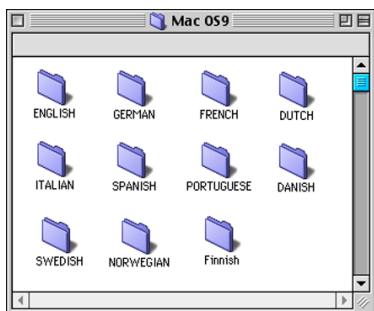 Mac OS9
ENGLISH GERMAN FRENCH DUTCH
ITALIAN SPANISH PORTUGUESE DANISH
SWEDISH NORWEGIAN Finnish